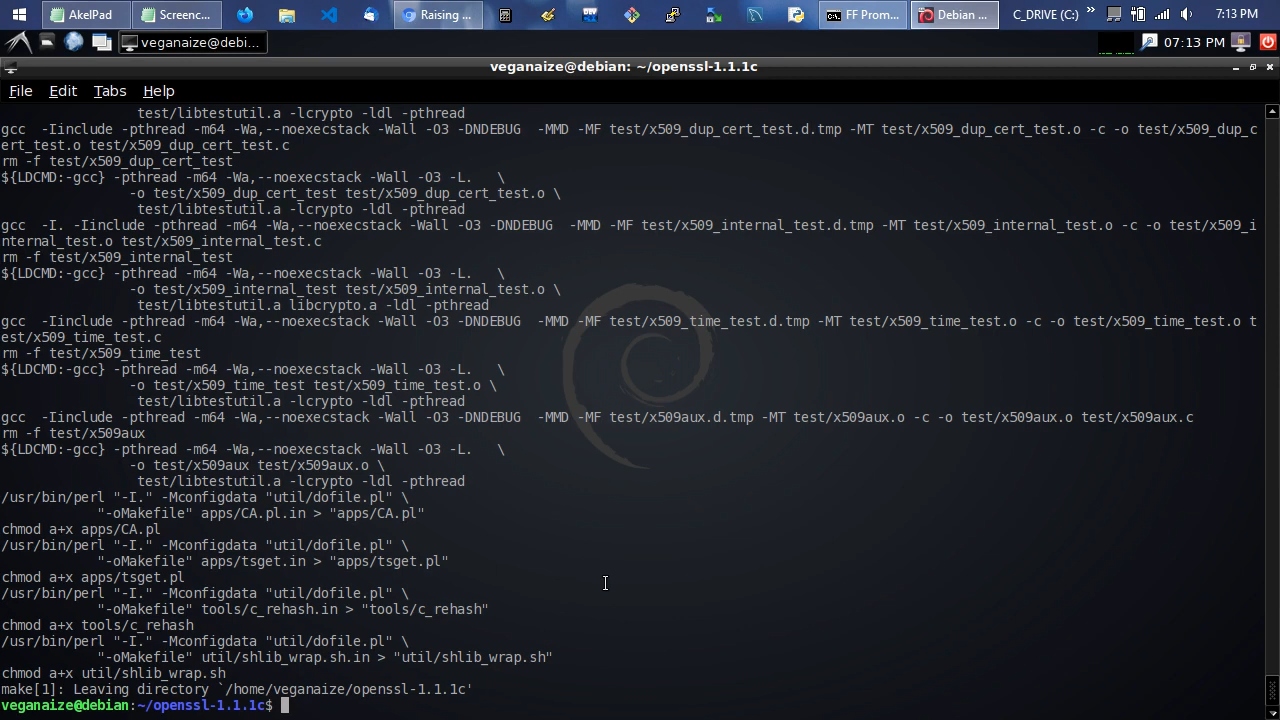 AkelPad
Screenc...
Raising ...
FF Prom...
Debian ...
C_DRIVE (C:)
»
7:13 PM
veganaize@debi...
07:13 PM
veganaize@debian: ~/openssl-1.1.1c
File Edit Tabs Help
                 test/libtestutil.a -lcrypto -ldl -pthread
gcc  -Iinclude -pthread -m64 -Wa,--noexecstack -Wall -O3 -DNDEBUG  -MMD -MF test/x509_dup_cert_test.d.tmp -MT test/x509_dup_cert_test.o -c -o test/x509_dup_c
ert_test.o test/x509_dup_cert_test.c
rm -f test/x509_dup_cert_test
${LDCMD:-gcc} -pthread -m64 -Wa,--noexecstack -Wall -O3 -L.   \
                -o test/x509_dup_cert_test test/x509_dup_cert_test.o \
                 test/libtestutil.a -lcrypto -ldl -pthread
gcc  -I. -Iinclude -pthread -m64 -Wa,--noexecstack -Wall -O3 -DNDEBUG  -MMD -MF test/x509_internal_test.d.tmp -MT test/x509_internal_test.o -c -o test/x509_i
nternal_test.o test/x509_internal_test.c
rm -f test/x509_internal_test
${LDCMD:-gcc} -pthread -m64 -Wa,--noexecstack -Wall -O3 -L.   \
                -o test/x509_internal_test test/x509_internal_test.o \
                 test/libtestutil.a libcrypto.a -ldl -pthread
gcc  -Iinclude -pthread -m64 -Wa,--noexecstack -Wall -O3 -DNDEBUG  -MMD -MF test/x509_time_test.d.tmp -MT test/x509_time_test.o -c -o test/x509_time_test.o t
est/x509_time_test.c
rm -f test/x509_time_test
${LDCMD:-gcc} -pthread -m64 -Wa,--noexecstack -Wall -O3 -L.   \
                -o test/x509_time_test test/x509_time_test.o \
                 test/libtestutil.a -lcrypto -ldl -pthread
gcc  -Iinclude -pthread -m64 -Wa,--noexecstack -Wall -O3 -DNDEBUG  -MMD -MF test/x509aux.d.tmp -MT test/x509aux.o -c -o test/x509aux.o test/x509aux.c
rm -f test/x509aux
${LDCMD:-gcc} -pthread -m64 -Wa,--noexecstack -Wall -O3 -L.   \
                -o test/x509aux test/x509aux.o \
                 test/libtestutil.a -lcrypto -ldl -pthread
/usr/bin/perl "-I." -Mconfigdata "util/dofile.pl" \
            "-oMakefile" apps/CA.pl.in > "apps/CA.pl"
chmod a+x apps/CA.pl
/usr/bin/perl "-I." -Mconfigdata "util/dofile.pl" \
            "-oMakefile" apps/tsget.in > "apps/tsget.pl"
chmod a+x apps/tsget.pl
/usr/bin/perl "-I." -Mconfigdata "util/dofile.pl" \
            "-oMakefile" tools/c_rehash.in > "tools/c_rehash"
chmod a+x tools/c_rehash
/usr/bin/perl "-I." -Mconfigdata "util/dofile.pl" \
            "-oMakefile" util/shlib_wrap.sh.in > "util/shlib_wrap.sh"
chmod a+x util/shlib_wrap.sh
make[1]: Leaving directory `/home/veganaize/openssl-1.1.1c'
veganaize@debian:~/openssl-1.1.1c$